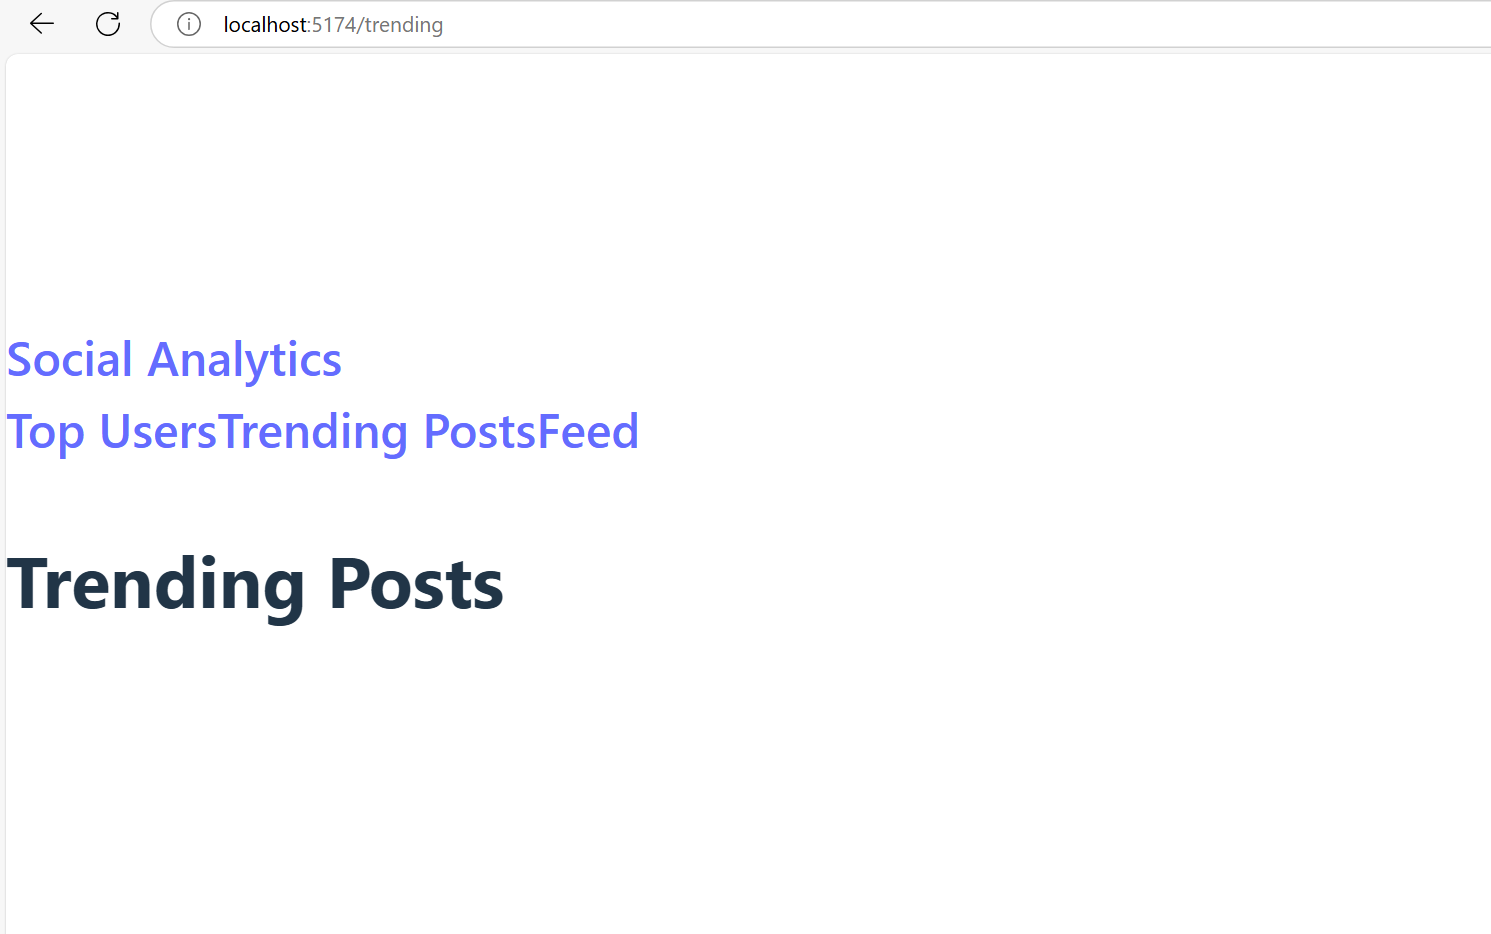 localhost:5174/trending
Social Analytics
Top UsersTrending PostsFeed
Trending Posts